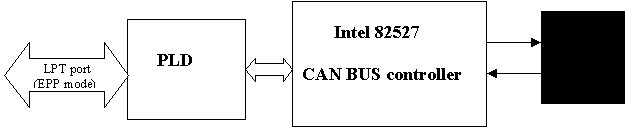 LPT port
(EPP mode)
PLD
Intel 82527
CAN BUS controller